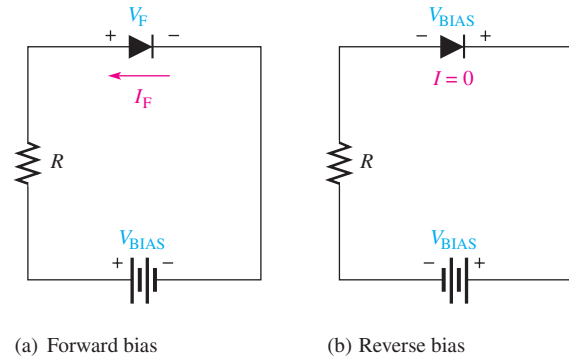 V_F
+ −
I_F
R
V_BIAS
+ −
(a) Forward bias
V_BIAS
− +
I = 0
R
V_BIAS
− +
(b) Reverse bias